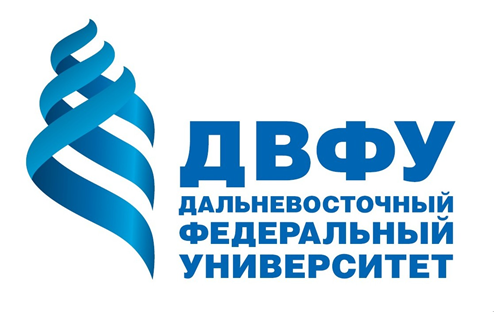 ДВФУ
ДАЛЬНЕВОСТОЧНЫЙ
ФЕДЕРАЛЬНЫЙ
УНИВЕРСИТЕТ